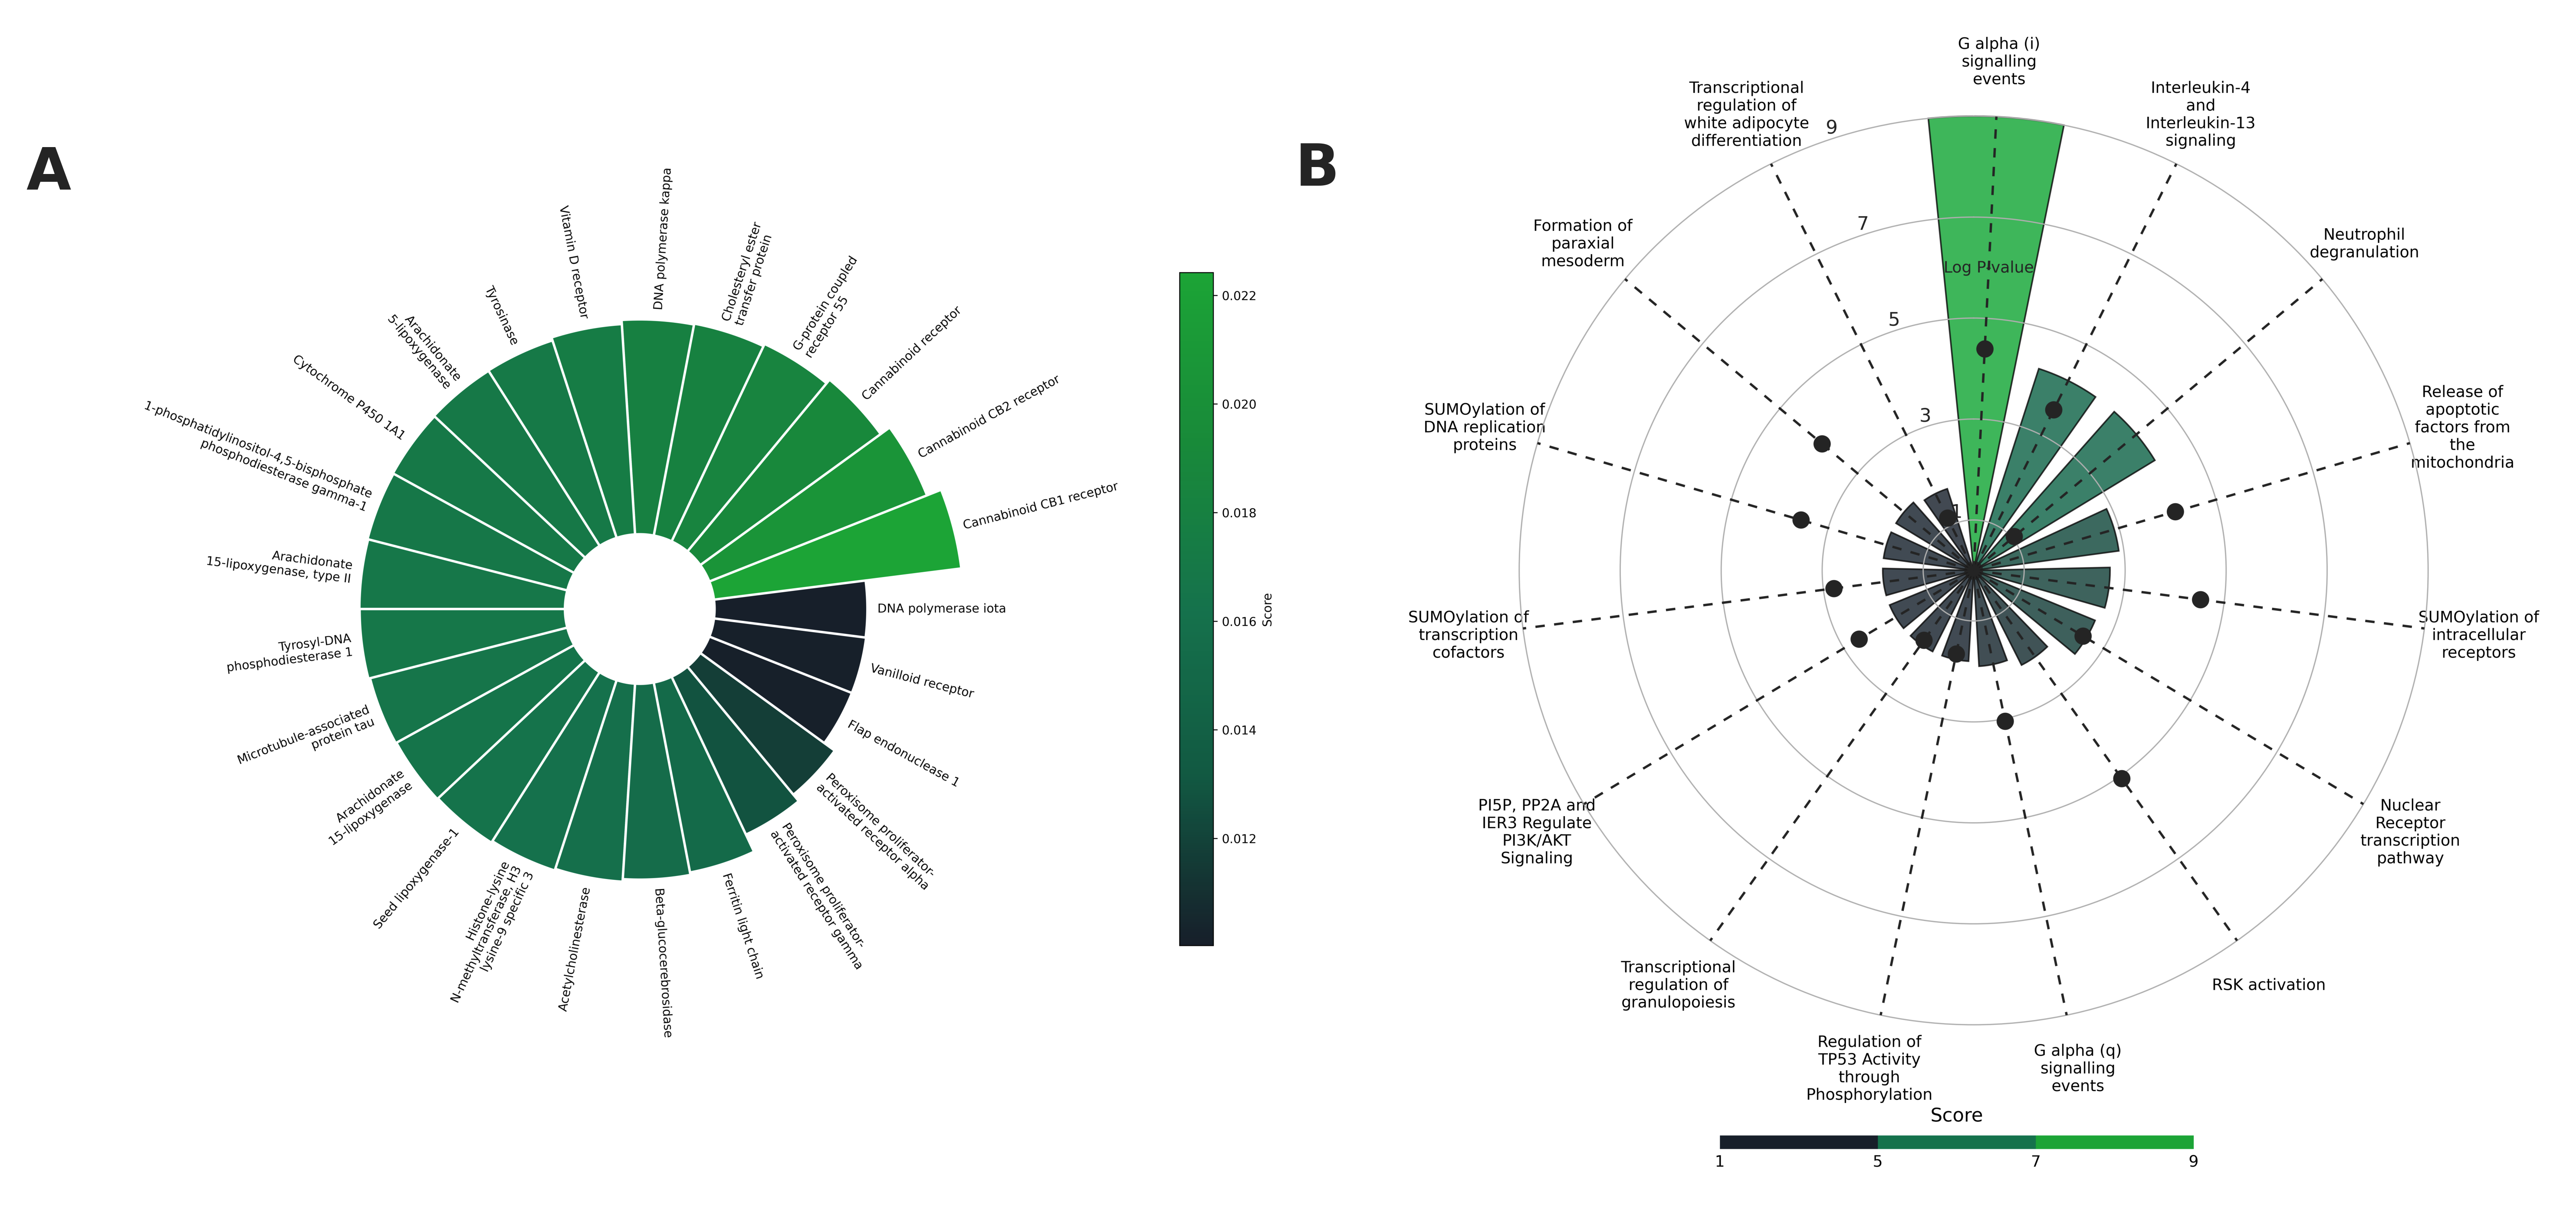 A
DNA polymerase kappa
Cholesteryl ester
transfer protein
G-protein coupled
receptor 55
Cannabinoid receptor
Cannabinoid CB2 receptor
Cannabinoid CB1 receptor
DNA polymerase iota
Vanilloid receptor
Flap endonuclease 1
Peroxisome proliferator-
activated receptor alpha
Peroxisome proliferator-
activated receptor gamma
Ferritin light chain
Beta-glucocerebrosidase
Acetylcholinesterase
Histone-lysine
N-methyltransferase, H3
lysine-9 specific 3
Seed lipoxygenase-1
Arachidonate
15-lipoxygenase
Microtubule-associated
protein tau
Tyrosyl-DNA
phosphodiesterase 1
Arachidonate
15-lipoxygenase, type II
1-phosphatidylinositol-4,5-bisphosphate
phosphodiesterase gamma-1
Cytochrome P450 1A1
Arachidonate
5-lipoxygenase
Tyrosinase
Vitamin D receptor
0.022
0.020
0.018
0.016
0.014
0.012
Score
B
G alpha (i)
signalling
events
Interleukin-4
and
Interleukin-13
signaling
Neutrophil
degranulation
Release of
apoptotic
factors from
the
mitochondria
SUMOylation of
intracellular
receptors
Nuclear
Receptor
transcription
pathway
RSK activation
G alpha (q)
signalling
events
Regulation of
TP53 Activity
through
Phosphorylation
Transcriptional
regulation of
granulopoiesis
PI5P, PP2A and
IER3 Regulate
PI3K/AKT
Signaling
SUMOylation of
transcription
cofactors
SUMOylation of
DNA replication
proteins
Formation of
paraxial
mesoderm
Transcriptional
regulation of
white adipocyte
differentiation
9
7
5
3
1
Log P-value
Score
1
5
7
9